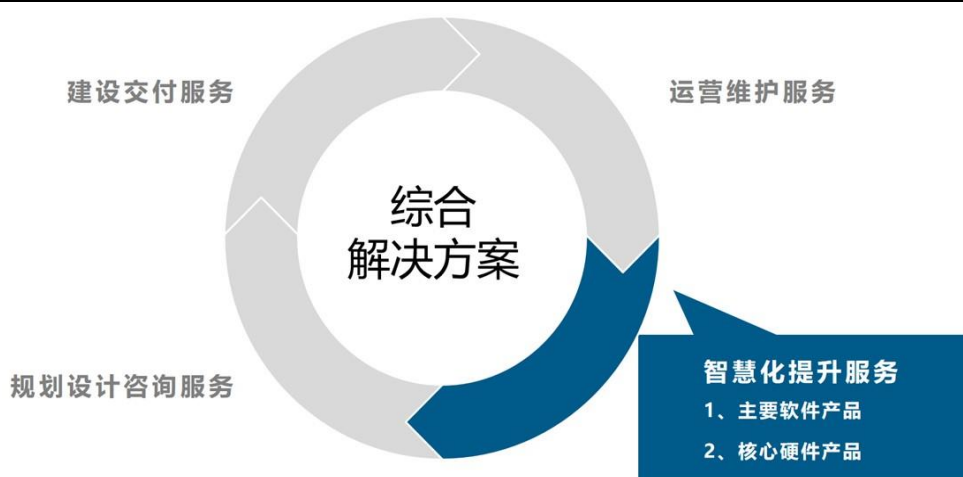 建设交付服务
运营维护服务
综合
解决方案
规划设计咨询服务
智慧化提升服务
1、主要软件产品
2、核心硬件产品